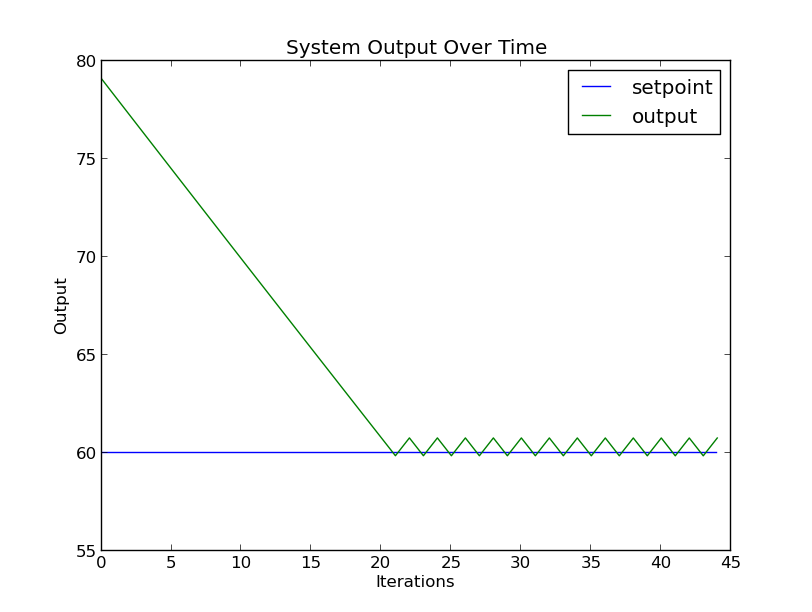 System Output Over Time
setpoint
output
80
75
70
65
60
55
Output
0 5 10 15 20 25 30 35 40 45
Iterations